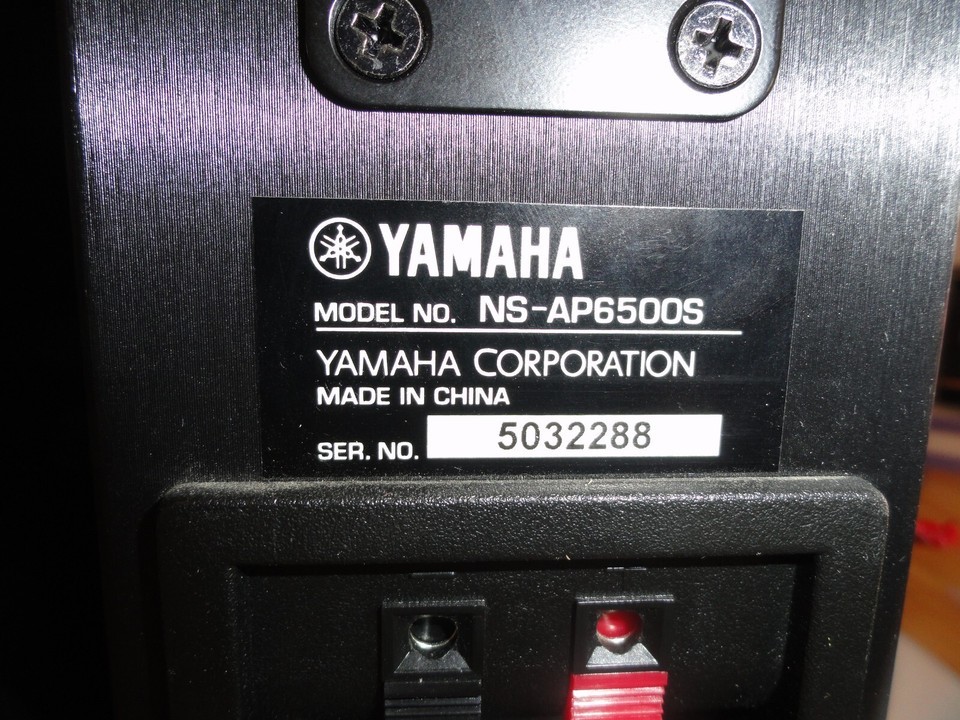 YAMAHA
MODEL NO. NS-AP6500S
YAMAHA CORPORATION
MADE IN CHINA
SER. NO. 5032288